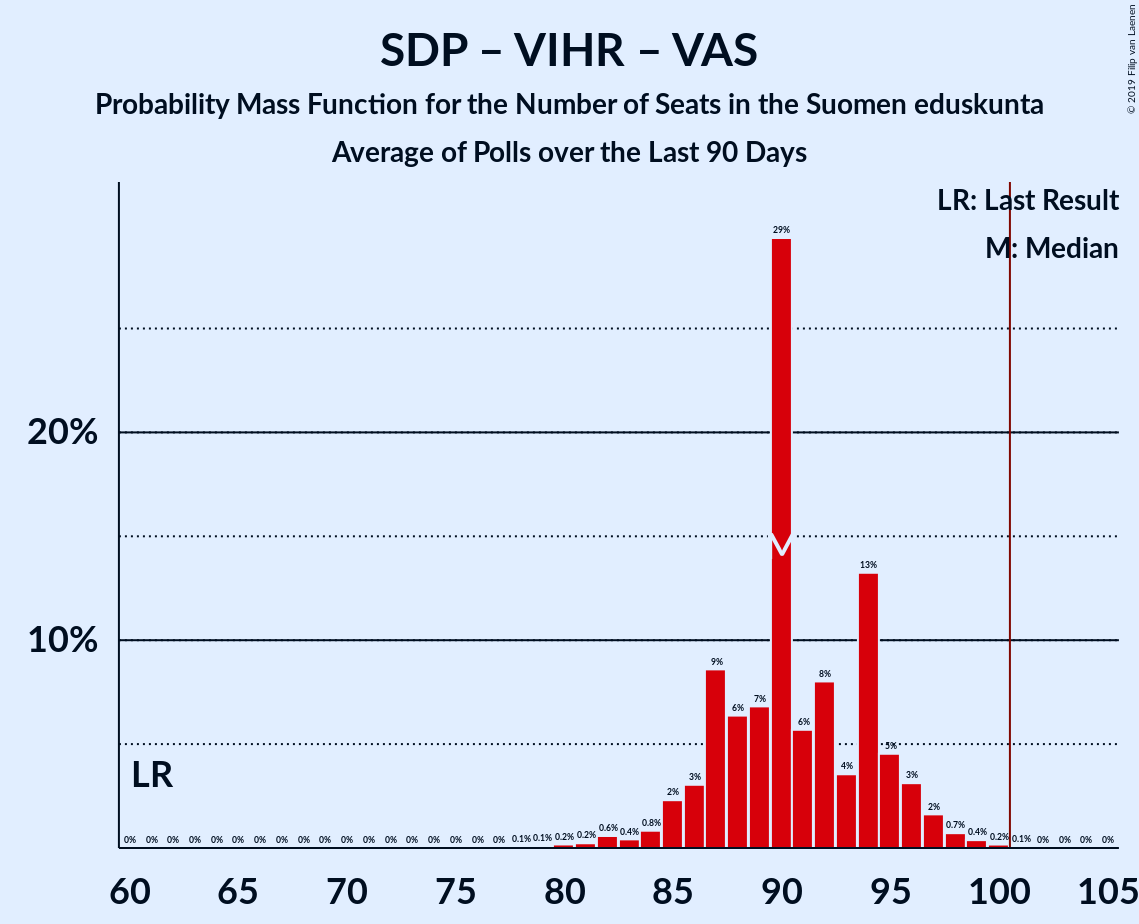 SDP – VIHR – VAS
Probability Mass Function for the Number of Seats in the Suomen eduskunta
Average of Polls over the Last 90 Days
© 2019 Filip van Laenen
LR: Last Result
M: Median
20%
10%
LR
0% 0% 0% 0% 0% 0% 0% 0% 0% 0% 0% 0% 0% 0% 0% 0% 0% 0% 0.1% 0.1% 0.2% 0.2% 0.6% 0.4% 0.8% 2% 3% 9% 6% 7% 29% 6% 8% 4% 13% 5% 3% 2% 0.7% 0.4% 0.2% 0.1% 0% 0% 0% 0%
60 65 70 75 80 85 90 95 100 105